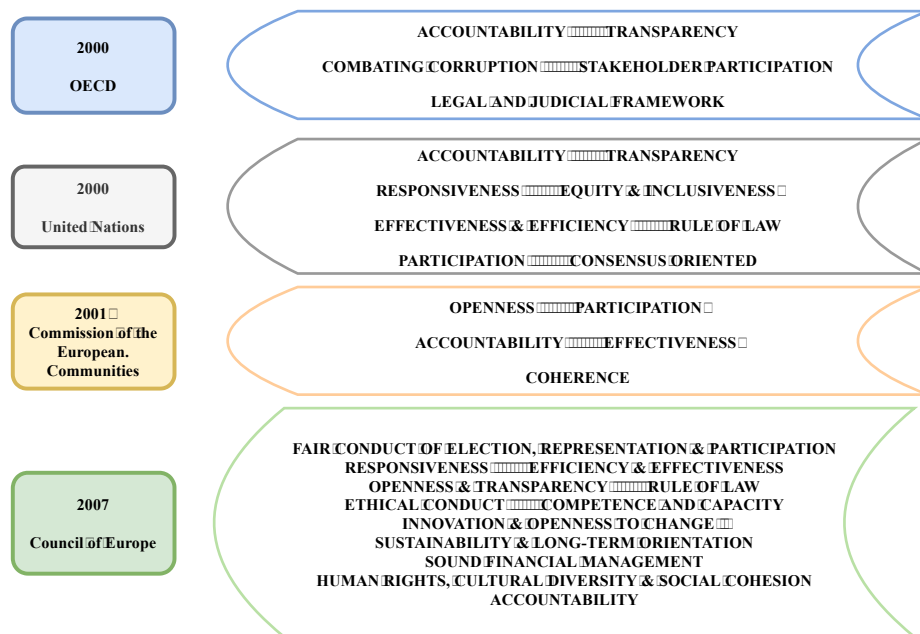 2000
OECD
ACCOUNTABILITY TRANSPARENCY
COMBATING CORRUPTION STAKEHOLDER PARTICIPATION
LEGAL AND JUDICIAL FRAMEWORK
2000
United Nations
ACCOUNTABILITY TRANSPARENCY
RESPONSIVENESS EQUITY & INCLUSIVENESS
EFFECTIVENESS & EFFICIENCY RULE OF LAW
PARTICIPATION CONSENSUS ORIENTED
2001
Commission of the
European.
Communities
OPENNESS PARTICIPATION
ACCOUNTABILITY EFFECTIVENESS
COHERENCE
2007
Council of Europe
FAIR CONDUCT OF ELECTION, REPRESENTATION & PARTICIPATION
RESPONSIVENESS EFFICIENCY & EFFECTIVENESS
OPENNESS & TRANSPARENCY RULE OF LAW
ETHICAL CONDUCT COMPETENCE AND CAPACITY
INNOVATION & OPENNESS TO CHANGE
SUSTAINABILITY & LONG-TERM ORIENTATION
SOUND FINANCIAL MANAGEMENT
HUMAN RIGHTS, CULTURAL DIVERSITY & SOCIAL COHESION
ACCOUNTABILITY